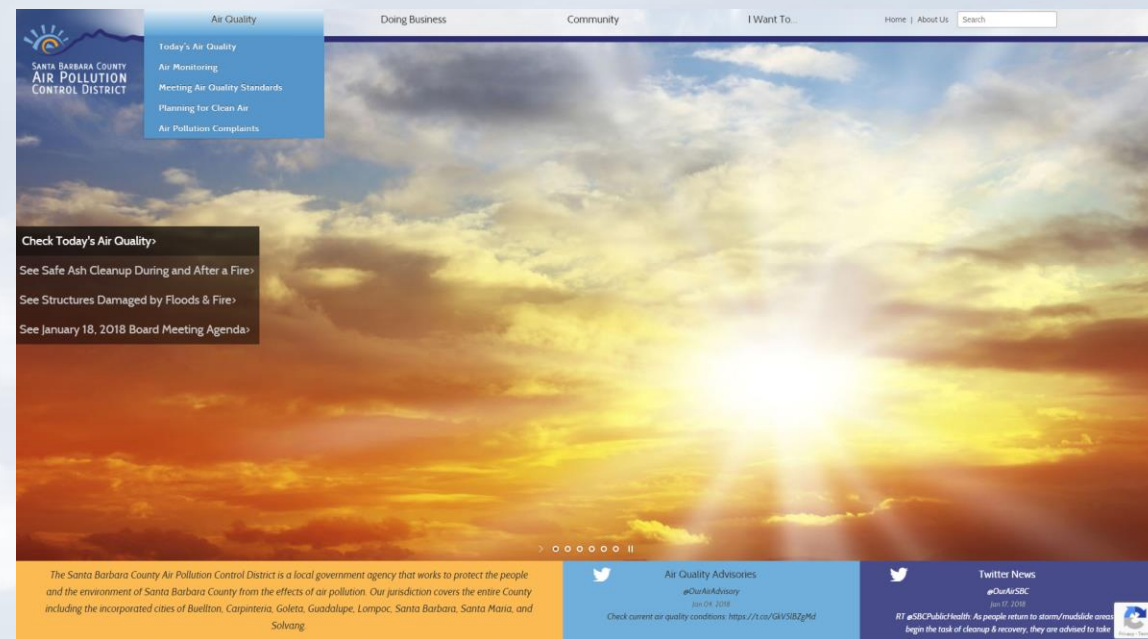 Air Quality
Doing Business
Community
I Want To...
Home | About Us
Search
SANTA BARBARA COUNTY
AIR POLLUTION
CONTROL DISTRICT
Today's Air Quality
Air Monitoring
Meeting Air Quality Standards
Planning for Clean Air
Air Pollution Complaints
Check Today's Air Quality>
See Safe Ash Cleanup During and After a Fire>
See Structures Damaged by Floods & Fire>
See January 18, 2018 Board Meeting Agenda>
The Santa Barbara County Air Pollution Control District is a local government agency that works to protect the people
and the environment of Santa Barbara County from the effects of air pollution. Our jurisdiction covers the entire County
including the incorporated cities of Buellton, Carpinteria, Goleta, Guadalupe, Lompoc, Santa Barbara, Santa Maria, and
Solvang.
Air Quality Advisories
@OurAirAdvisory
Jan 04, 2018
Check current air quality conditions:
Twitter News
@OurAirSBC
Jan 17, 2018
RT @SBCPublicHealth: As people return to storm/mudslide areas
begin the task of cleanup & recovery, they are advised to take